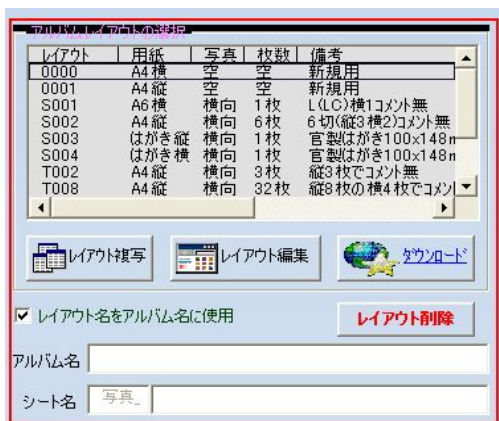 アルバムレイアウトの選択
レイアウト 用紙 写真 枚数 備考
0000 A4横 空 空 新規用
0001 A4縦 空 空 新規用
S001 A6横 横向 1枚 L(LC)横1コメント無
S002 A4縦 横向 6枚 6切(縦3横2)コメント無
S003 はがき縦 横向 1枚 官製はがき100x148m
S004 はがき横 横向 1枚 官製はがき100x148m
T002 A4縦 横向 3枚 縦3枚でコメント無
T008 A4縦 横向 32枚 縦8枚の横4枚でコメン
レイアウト複写 レイアウト編集 ダウンロード
レイアウト名をアルバム名に使用 レイアウト削除
アルバム名
シート名 写真_